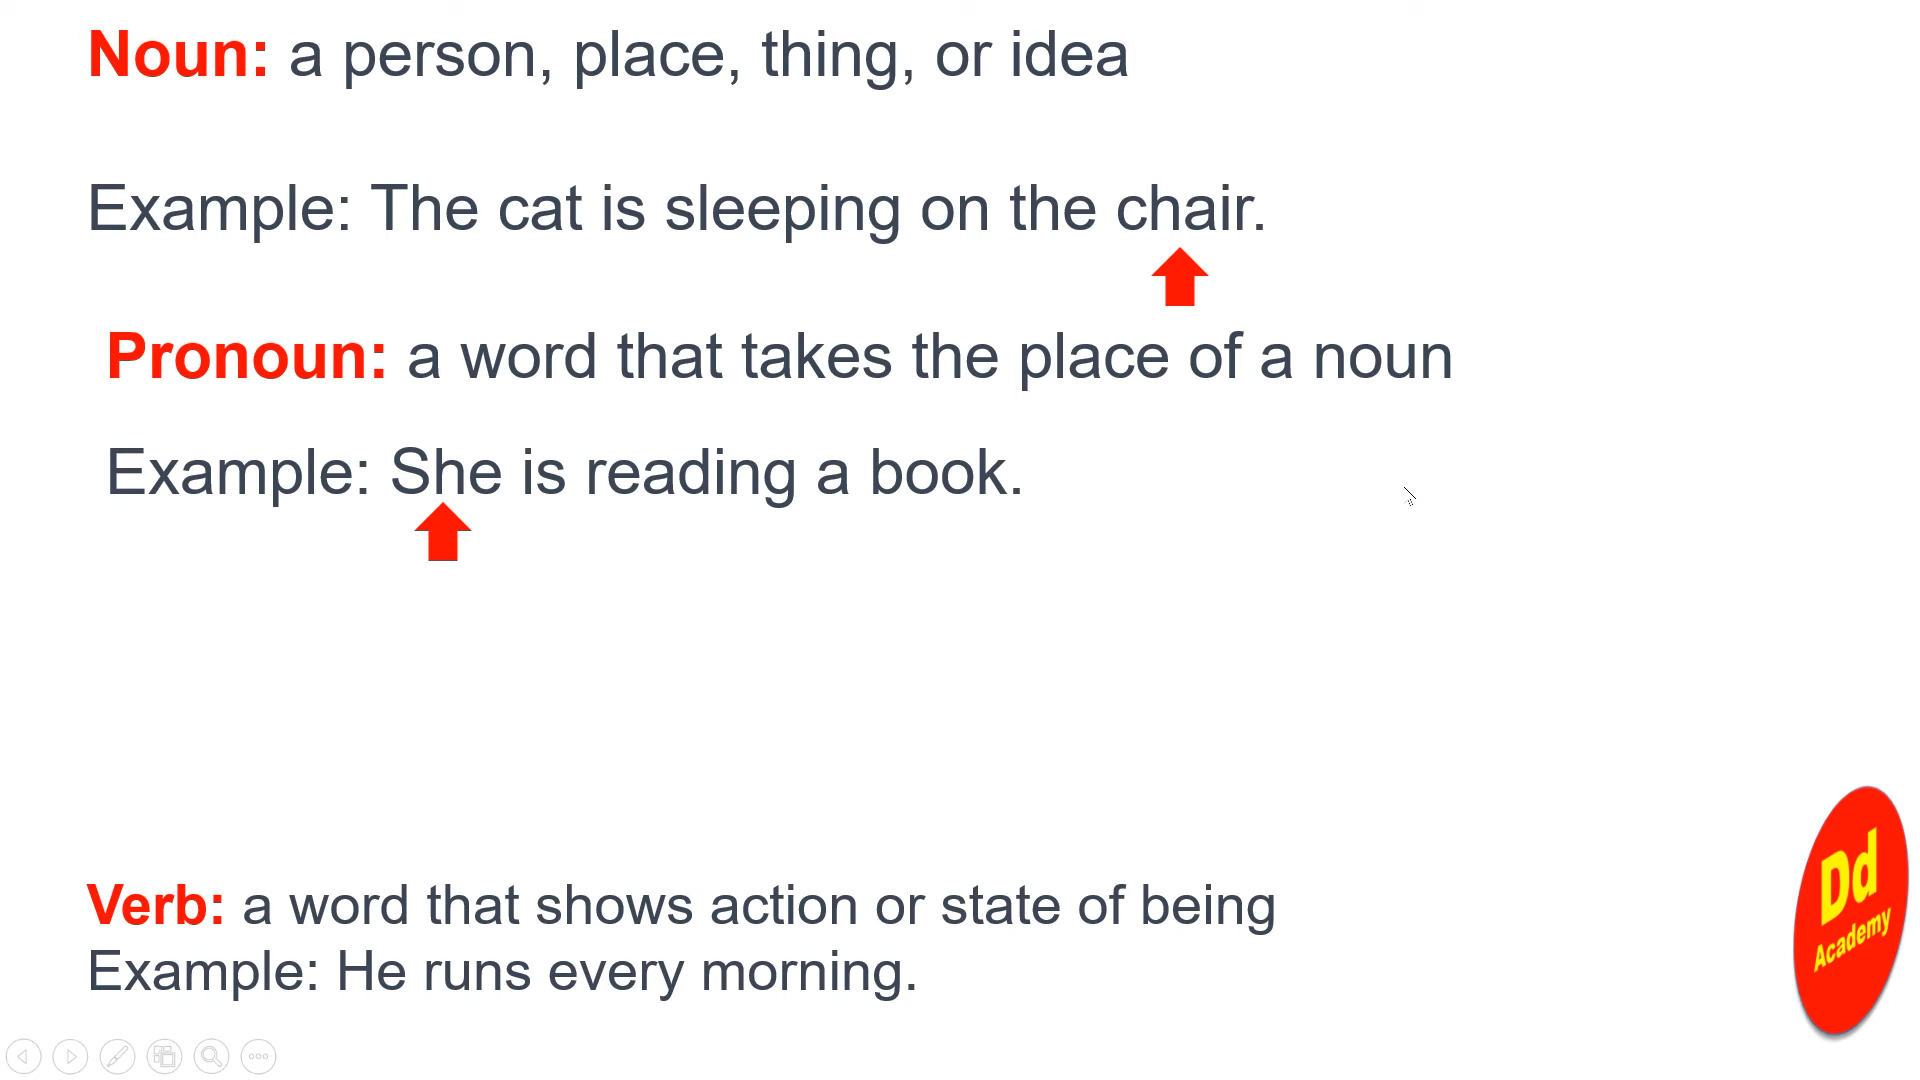 Noun: a person, place, thing, or idea
Example: The cat is sleeping on the chair.
Pronoun: a word that takes the place of a noun
Example: She is reading a book.
Verb: a word that shows action or state of being
Example: He runs every morning.
Dd
Academy